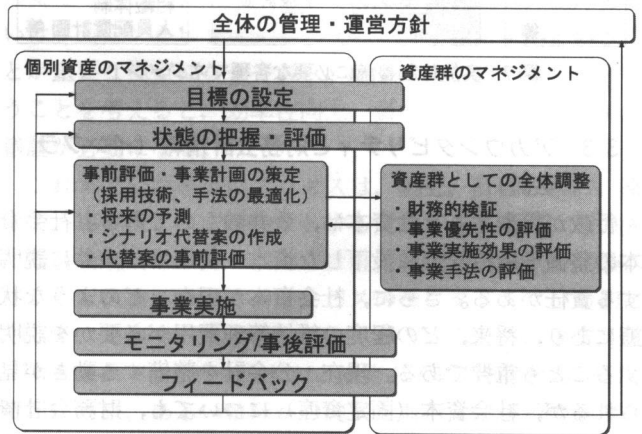 全体の管理・運営方針
個別資産のマネジメント
目標の設定
状態の把握・評価
事前評価・事業計画の策定
(採用技術、手法の最適化)
・将来の予測
・シナリオ代替案の作成
・代替案の事前評価
事業実施
モニタリング/事後評価
フィードバック
資産群のマネジメント
資産群としての全体調整
・財務的検証
・事業優先性の評価
・事業実施効果の評価
・事業手法の評価